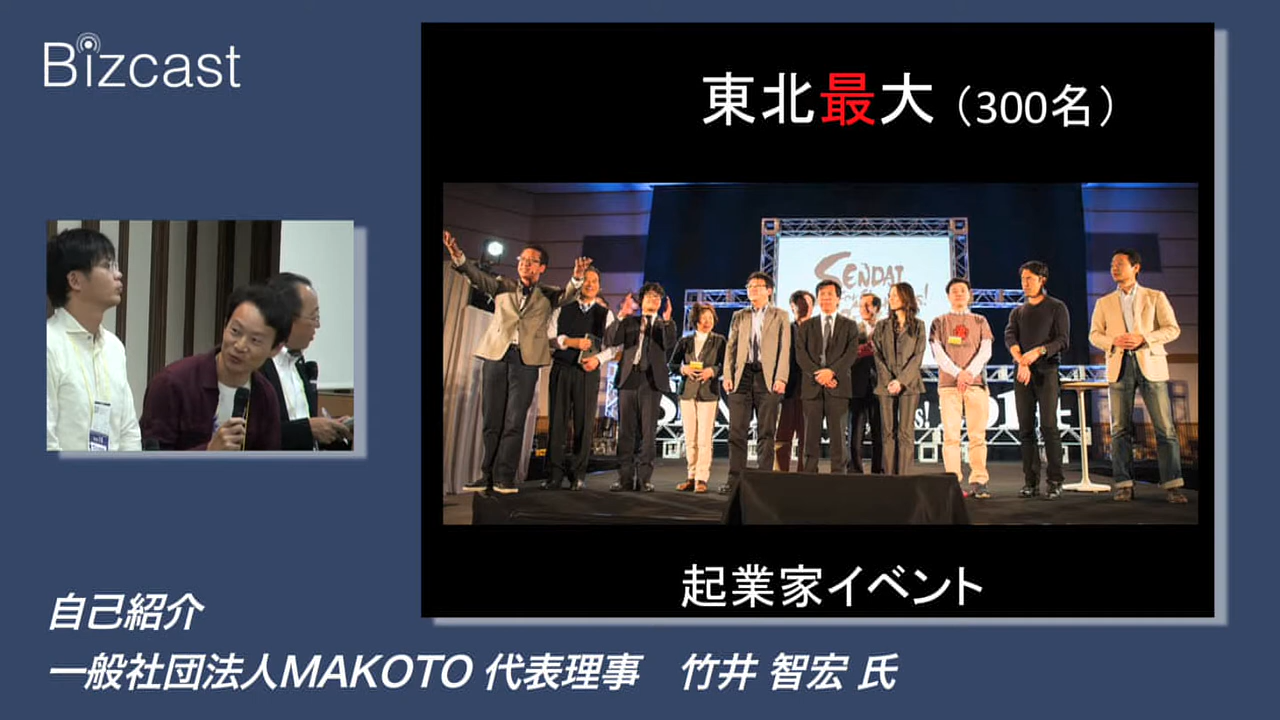 Bizcast
東北最大（300名）
SENDAI
起業家イベント
自己紹介
一般社団法人MAKOTO 代表理事　竹井 智宏 氏